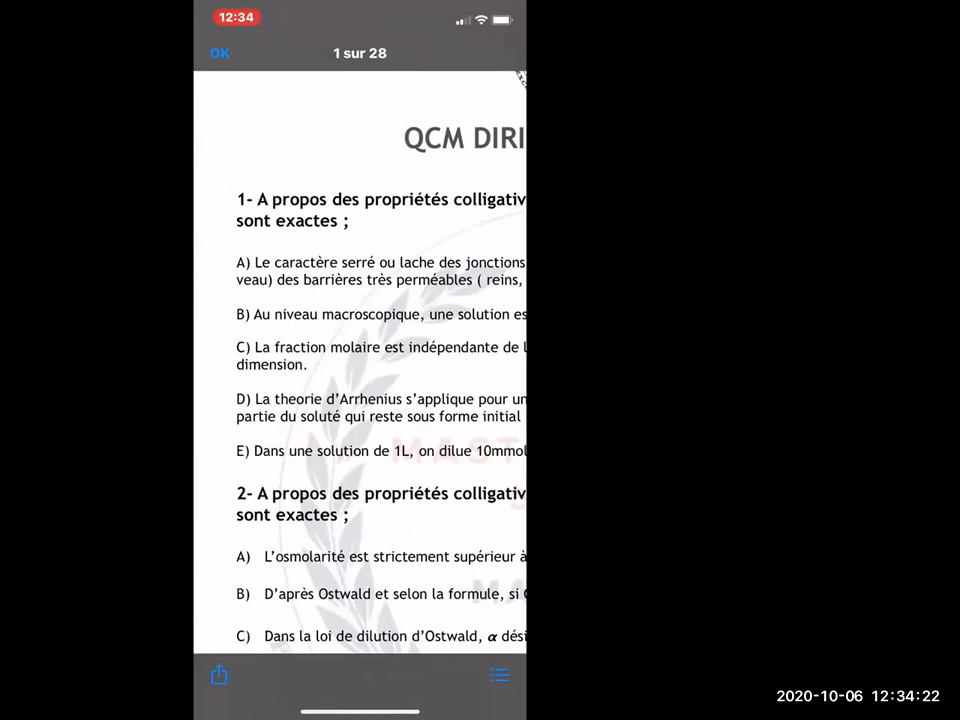 12:34
OK
1 sur 28
QCM DIRI
1- A propos des propriétés colligativ
sont exactes ;
A) Le caractère serré ou lache des jonctions
veau) des barrières très perméables ( reins,
B) Au niveau macroscopique, une solution es
C) La fraction molaire est indépendante de l
dimension.
D) La theorie d'Arrhenius s'applique pour un
partie du soluté qui reste sous forme initial
E) Dans une solution de 1L, on dilue 10mmol
MAST
2- A propos des propriétés colligativ
sont exactes ;
A) L'osmolarité est strictement supérieur à
B) D'après Ostwald et selon la formule, si
MA
C) Dans la loi de dilution d'Ostwald, α dési
2020-10-06 12:34:22